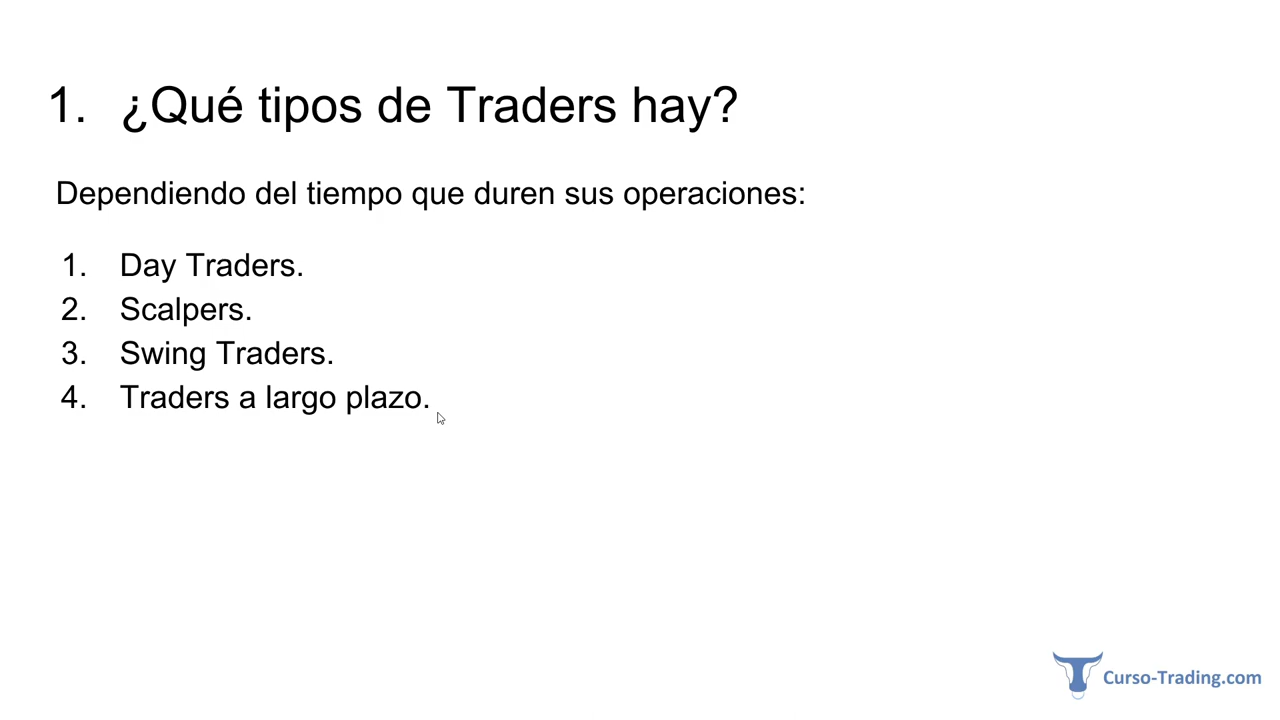 1. ¿Qué tipos de Traders hay?
Dependiendo del tiempo que duren sus operaciones:
1. Day Traders.
2. Scalpers.
3. Swing Traders.
4. Traders a largo plazo.
Curso-Trading.com